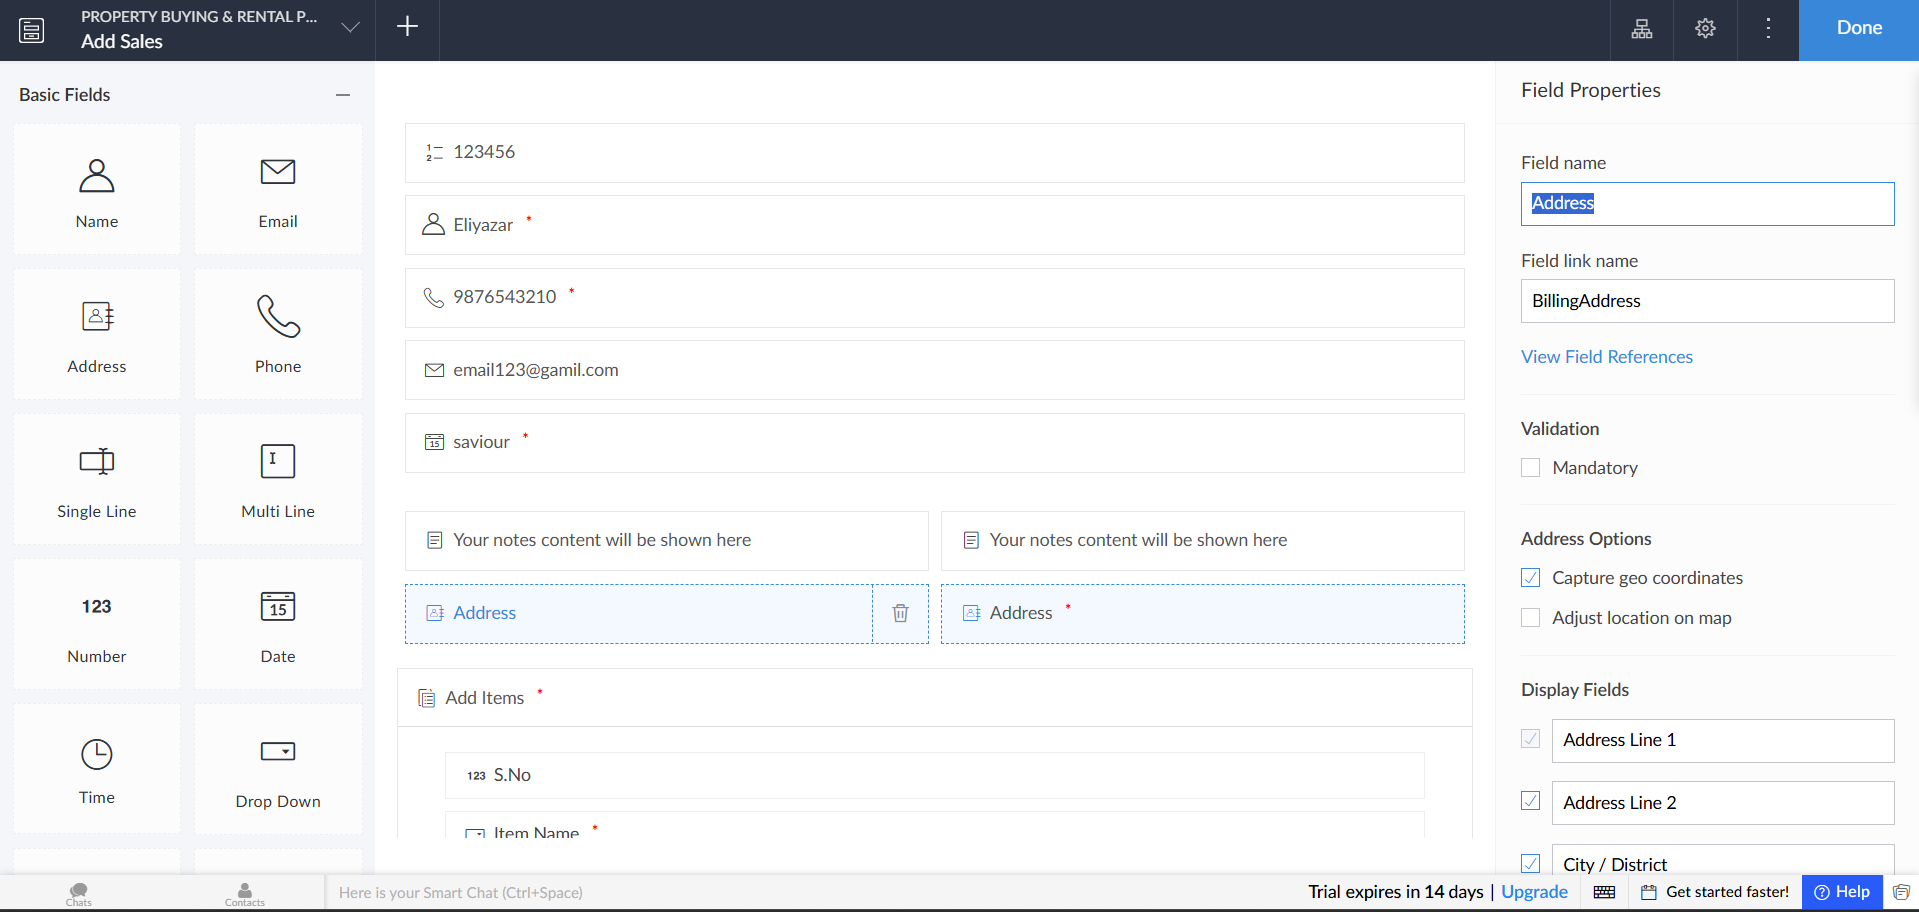 PROPERTY BUYING & RENTAL P...
Add Sales
Done
Basic Fields
Name
Email
Address
Phone
Single Line
Multi Line
123
Number
15
Date
Time
Drop Down
1
2
123456
Eliyazar *
9876543210 *
email123@gamil.com
15
saviour *
Your notes content will be shown here
Your notes content will be shown here
Address
Address *
Add Items *
123 S.No
Item Name *
Field Properties
Field name
Address
Field link name
BillingAddress
View Field References
Validation
Mandatory
Address Options
Capture geo coordinates
Adjust location on map
Display Fields
Address Line 1
Address Line 2
City / District
Chats
Contacts
Here is your Smart Chat (Ctrl+Space)
Trial expires in 14 days | Upgrade
Get started faster!
? Help